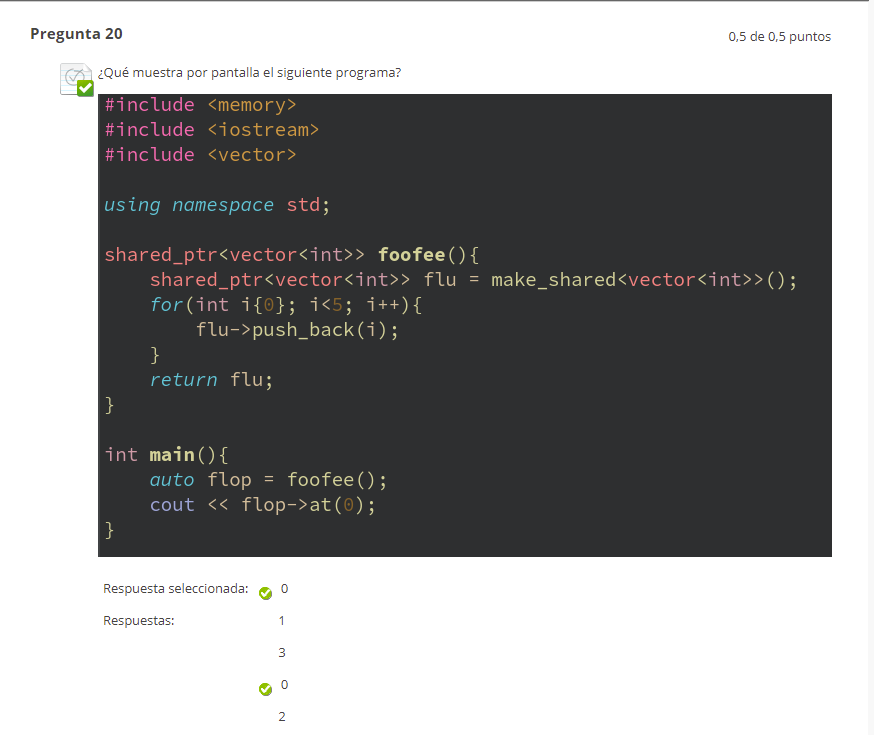 Pregunta 20
0,5 de 0,5 puntos
¿Qué muestra por pantalla el siguiente programa?
#include <memory>
#include <iostream>
#include <vector>
using namespace std;
shared_ptr<vector<int>> foofee(){
    shared_ptr<vector<int>> flu = make_shared<vector<int>>();
    for(int i{0}; i<5; i++){
        flu->push_back(i);
    }
    return flu;
}
int main(){
    auto flop = foofee();
    cout << flop->at(0);
}
Respuesta seleccionada: 0
Respuestas: 1
3
0
2